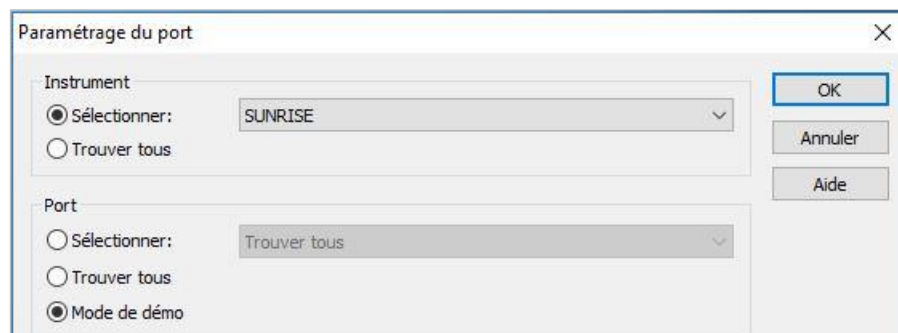 Paramétrage du port
Instrument
OK
Sélectionner:
SUNRISE
Annuler
Trouver tous
Aide
Port
Sélectionner:
Trouver tous
Trouver tous
Mode de démo